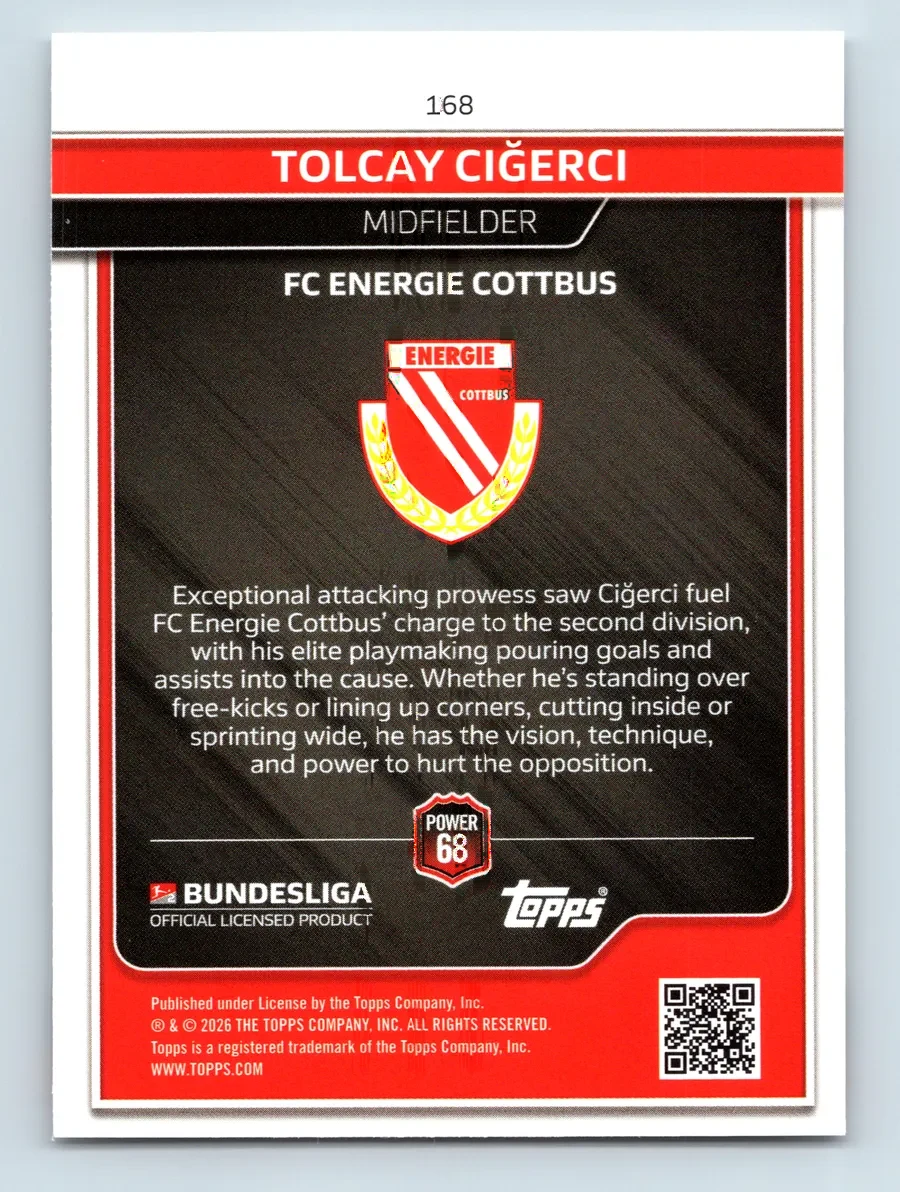 168
TOLCAY CIĞERCI
MIDFIELDER
FC ENERGIE COTTBUS
ENERGIE
COTTBUS
Exceptional attacking prowess saw Ciğerci fuel
FC Energie Cottbus’ charge to the second division,
with his elite playmaking pouring goals and
assists into the cause. Whether he’s standing over
free-kicks or lining up corners, cutting inside or
sprinting wide, he has the vision, technique,
and power to hurt the opposition.
POWER
68
2 BUNDESLIGA
OFFICIAL LICENSED PRODUCT
Topps®
Published under License by the Topps Company, Inc.
® & © 2026 THE TOPPS COMPANY, INC. ALL RIGHTS RESERVED.
Topps is a registered trademark of the Topps Company, Inc.
WWW.TOPPS.COM